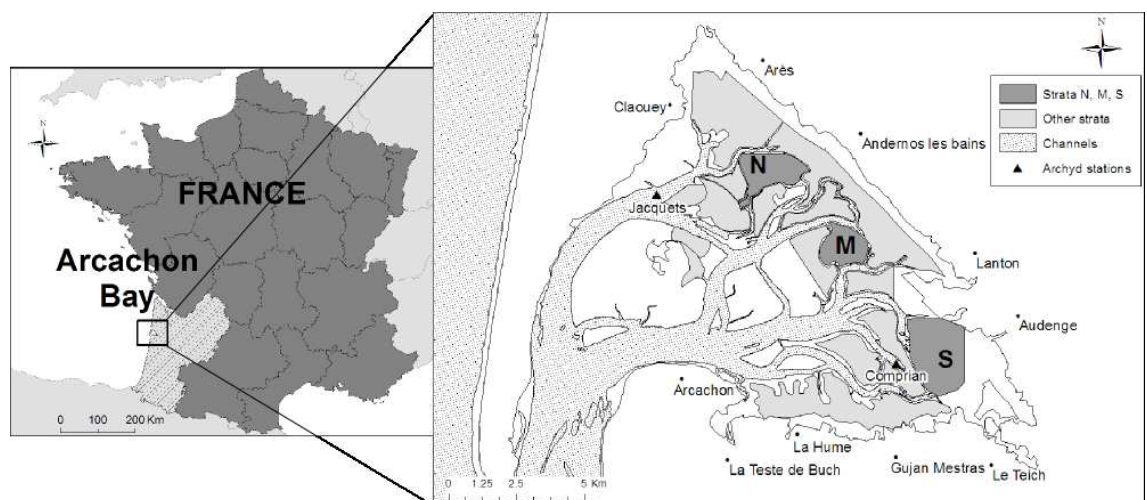 N
FRANCE
Arcachon
Bay
0 100 200 Km
N
Arès
Claouey
Andernos les bains
N
Jacquets
M
Lanton
Audenge
S
Comprian
Arcachon
La Hume
La Teste de Buch
Gujan Mestras
Le Teich
0 1.25 2.5 5 Km
Strata N, M, S
Other strata
Channels
Archyd stations